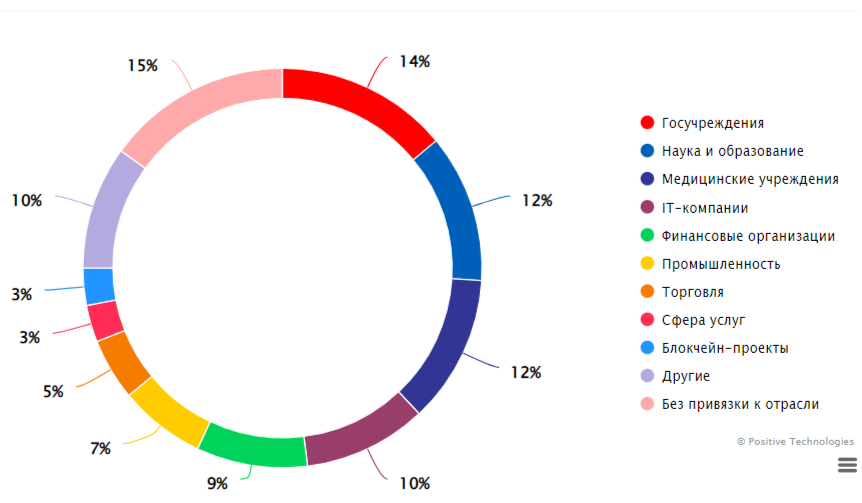 15%
14%
10%
12%
3%
3%
12%
5%
7%
9%
10%
Госучреждения
Наука и образование
Медицинские учреждения
IT-компании
Финансовые организации
Промышленность
Торговля
Сфера услуг
Блокчейн-проекты
Другие
Без привязки к отрасли
© Positive Technologies